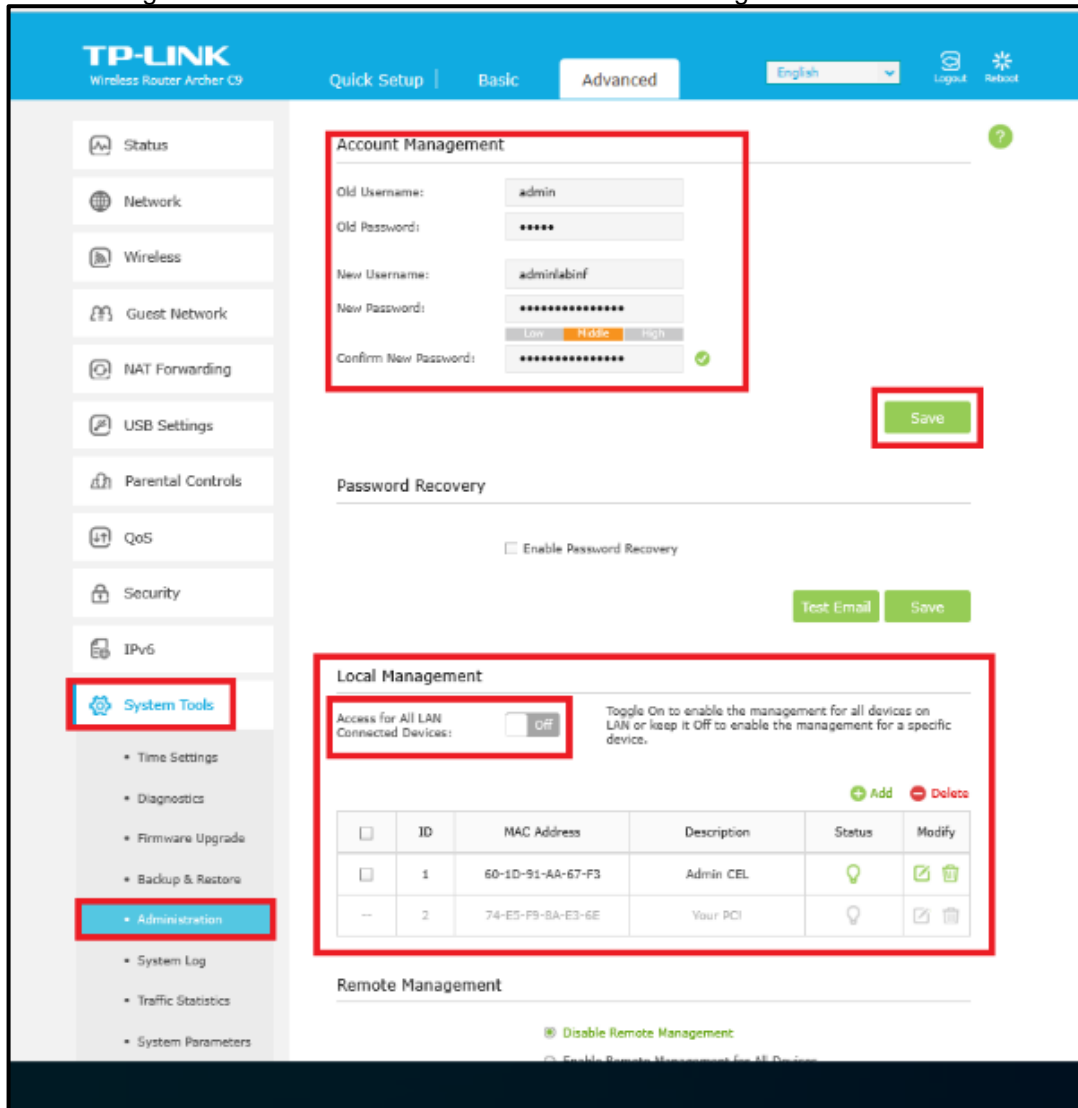 TP-LINK
Wireless Router Archer C9
Quick Setup | Basic Advanced English Logout Reboot
Status
Network
Wireless
Guest Network
NAT Forwarding
USB Settings
Parental Controls
QoS
Security
IPv6
System Tools
• Time Settings
• Diagnostics
• Firmware Upgrade
• Backup & Restore
• Administration
• System Log
• Traffic Statistics
• System Parameters
Account Management ?
Old Username: admin
Old Password: •••••
New Username: adminlabinf
New Password: •••••••••••••••
Low Middle High
Confirm New Password: •••••••••••••••
Save
Password Recovery
Enable Password Recovery
Test Email Save
Local Management
Access for All LAN
Connected Devices:
Off
Toggle On to enable the management for all devices on
LAN or keep it Off to enable the management for a specific
device.
Add Delete
ID MAC Address Description Status Modify
1 60-1D-91-AA-67-F3 Admin CEL
-- 2 74-E5-F9-8A-E3-6E Your PC!
Remote Management
Disable Remote Management
Enable Remote Management for All Devices